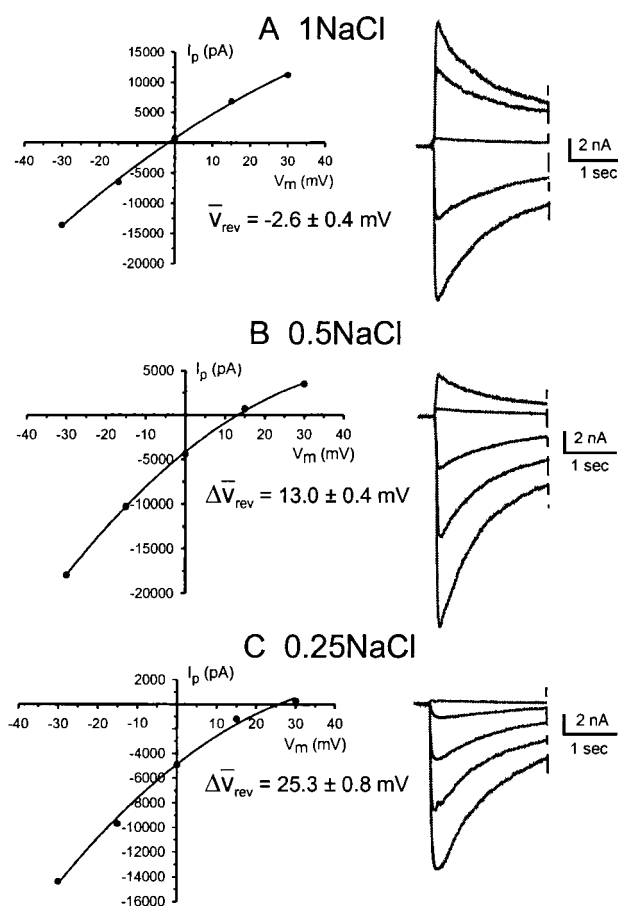 A 1NaCl
Ip (pA)
15000
10000
5000
0
-5000
-10000
-15000
-20000
-40 -30 -20 -10 0 10 20 30 40
Vm (mV)
V̅rev = -2.6 ± 0.4 mV
2 nA
1 sec
B 0.5NaCl
Ip (pA)
5000
0
-5000
-10000
-15000
-20000
-40 -30 -20 -10 0 10 20 30 40
Vm (mV)
ΔV̅rev = 13.0 ± 0.4 mV
2 nA
1 sec
C 0.25NaCl
Ip (pA)
2000
0
-2000
-4000
-6000
-8000
-10000
-12000
-14000
-16000
-40 -30 -20 -10 0 10 20 30 40
Vm (mV)
ΔV̅rev = 25.3 ± 0.8 mV
2 nA
1 sec